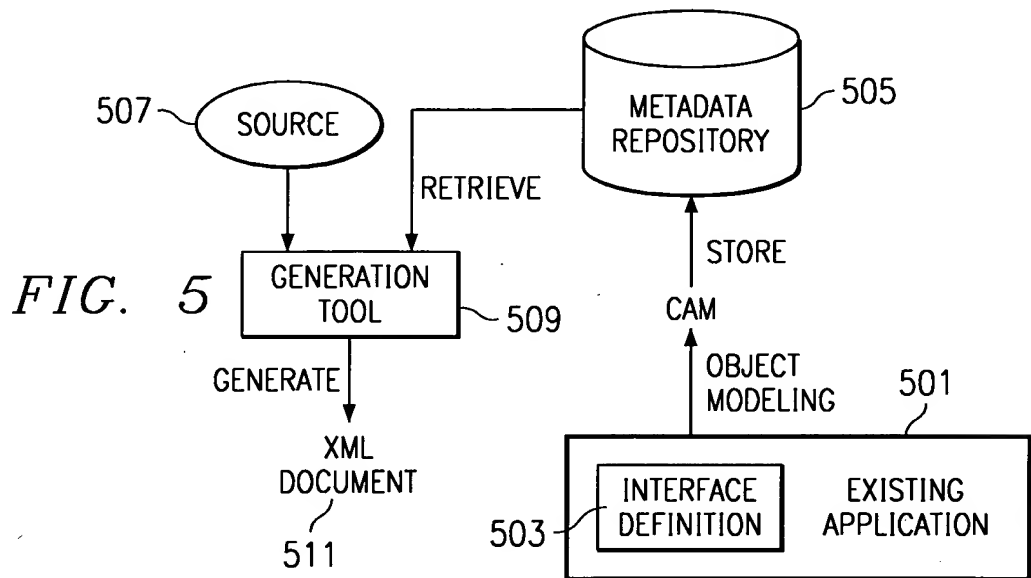 507
SOURCE
METADATA
REPOSITORY
505
RETRIEVE
STORE
FIG. 5
GENERATION
TOOL
509
CAM
GENERATE
OBJECT
MODELING
501
XML
DOCUMENT
511
INTERFACE
DEFINITION
503
EXISTING
APPLICATION